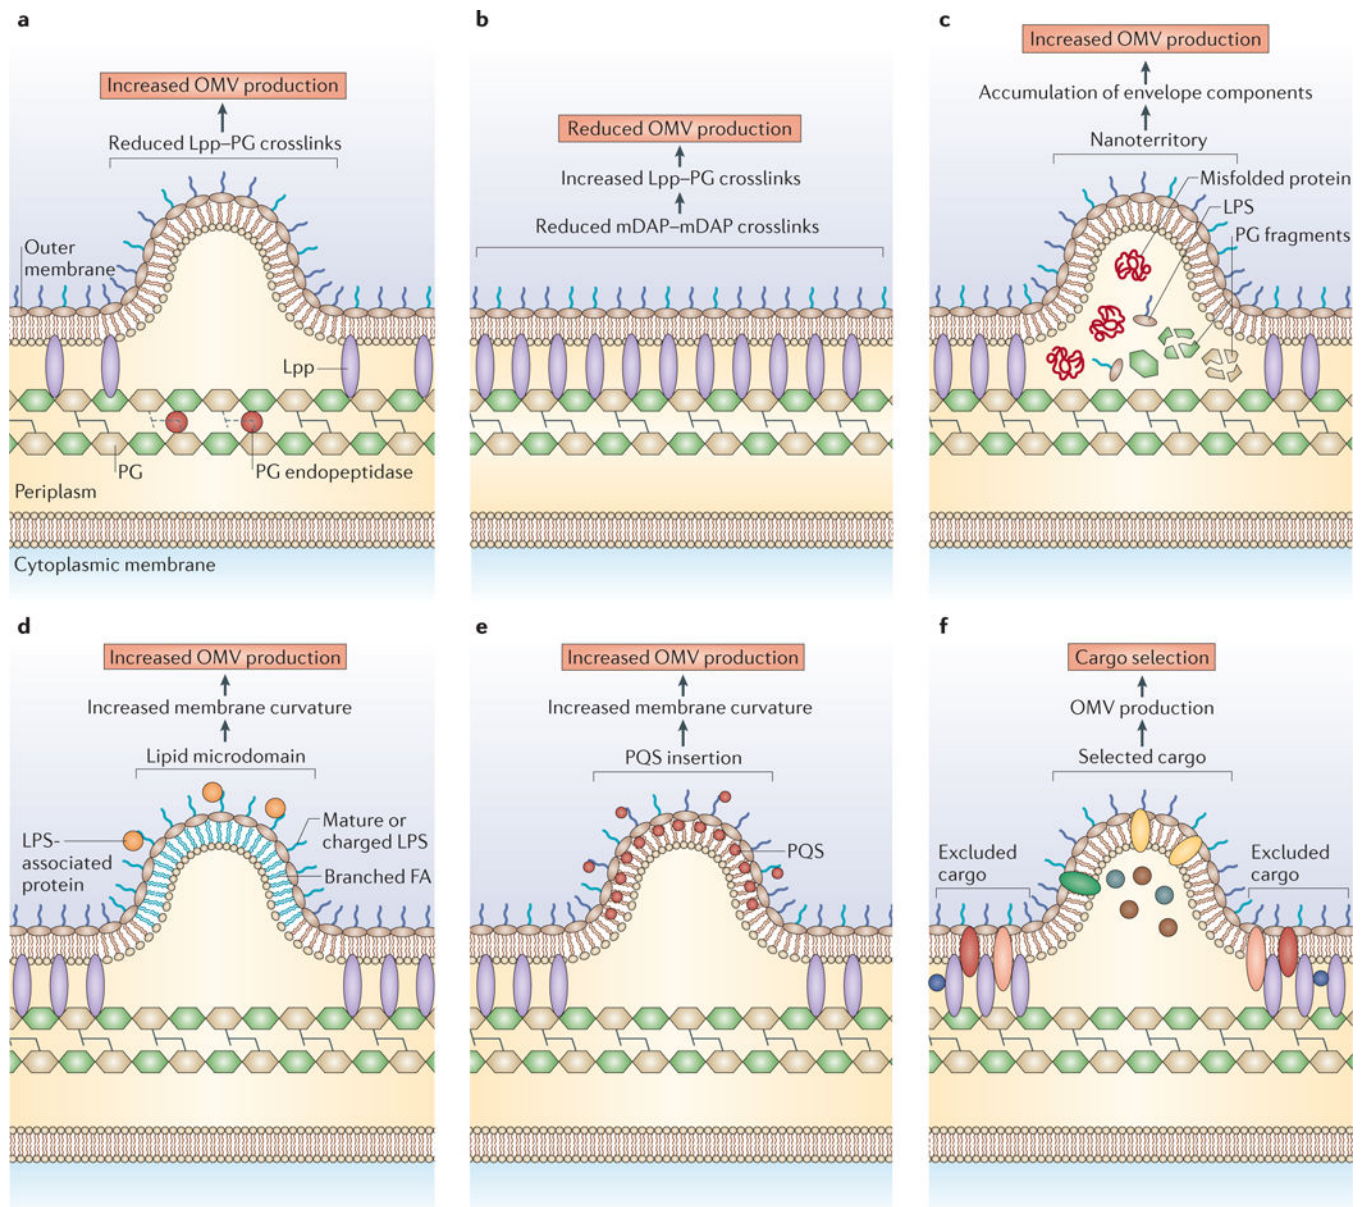 a
Increased OMV production
Reduced Lpp–PG crosslinks
Outer
membrane
Lpp
PG
PG endopeptidase
Periplasm
Cytoplasmic membrane
b
Reduced OMV production
Increased Lpp–PG crosslinks
Reduced mDAP–mDAP crosslinks
c
Increased OMV production
Accumulation of envelope components
Nanoterritory
Misfolded protein
LPS
PG fragments
d
Increased OMV production
Increased membrane curvature
Lipid microdomain
LPS-
associated
protein
Mature or
charged LPS
Branched FA
e
Increased OMV production
Increased membrane curvature
PQS insertion
PQS
f
Cargo selection
OMV production
Selected cargo
Excluded
cargo
Excluded
cargo